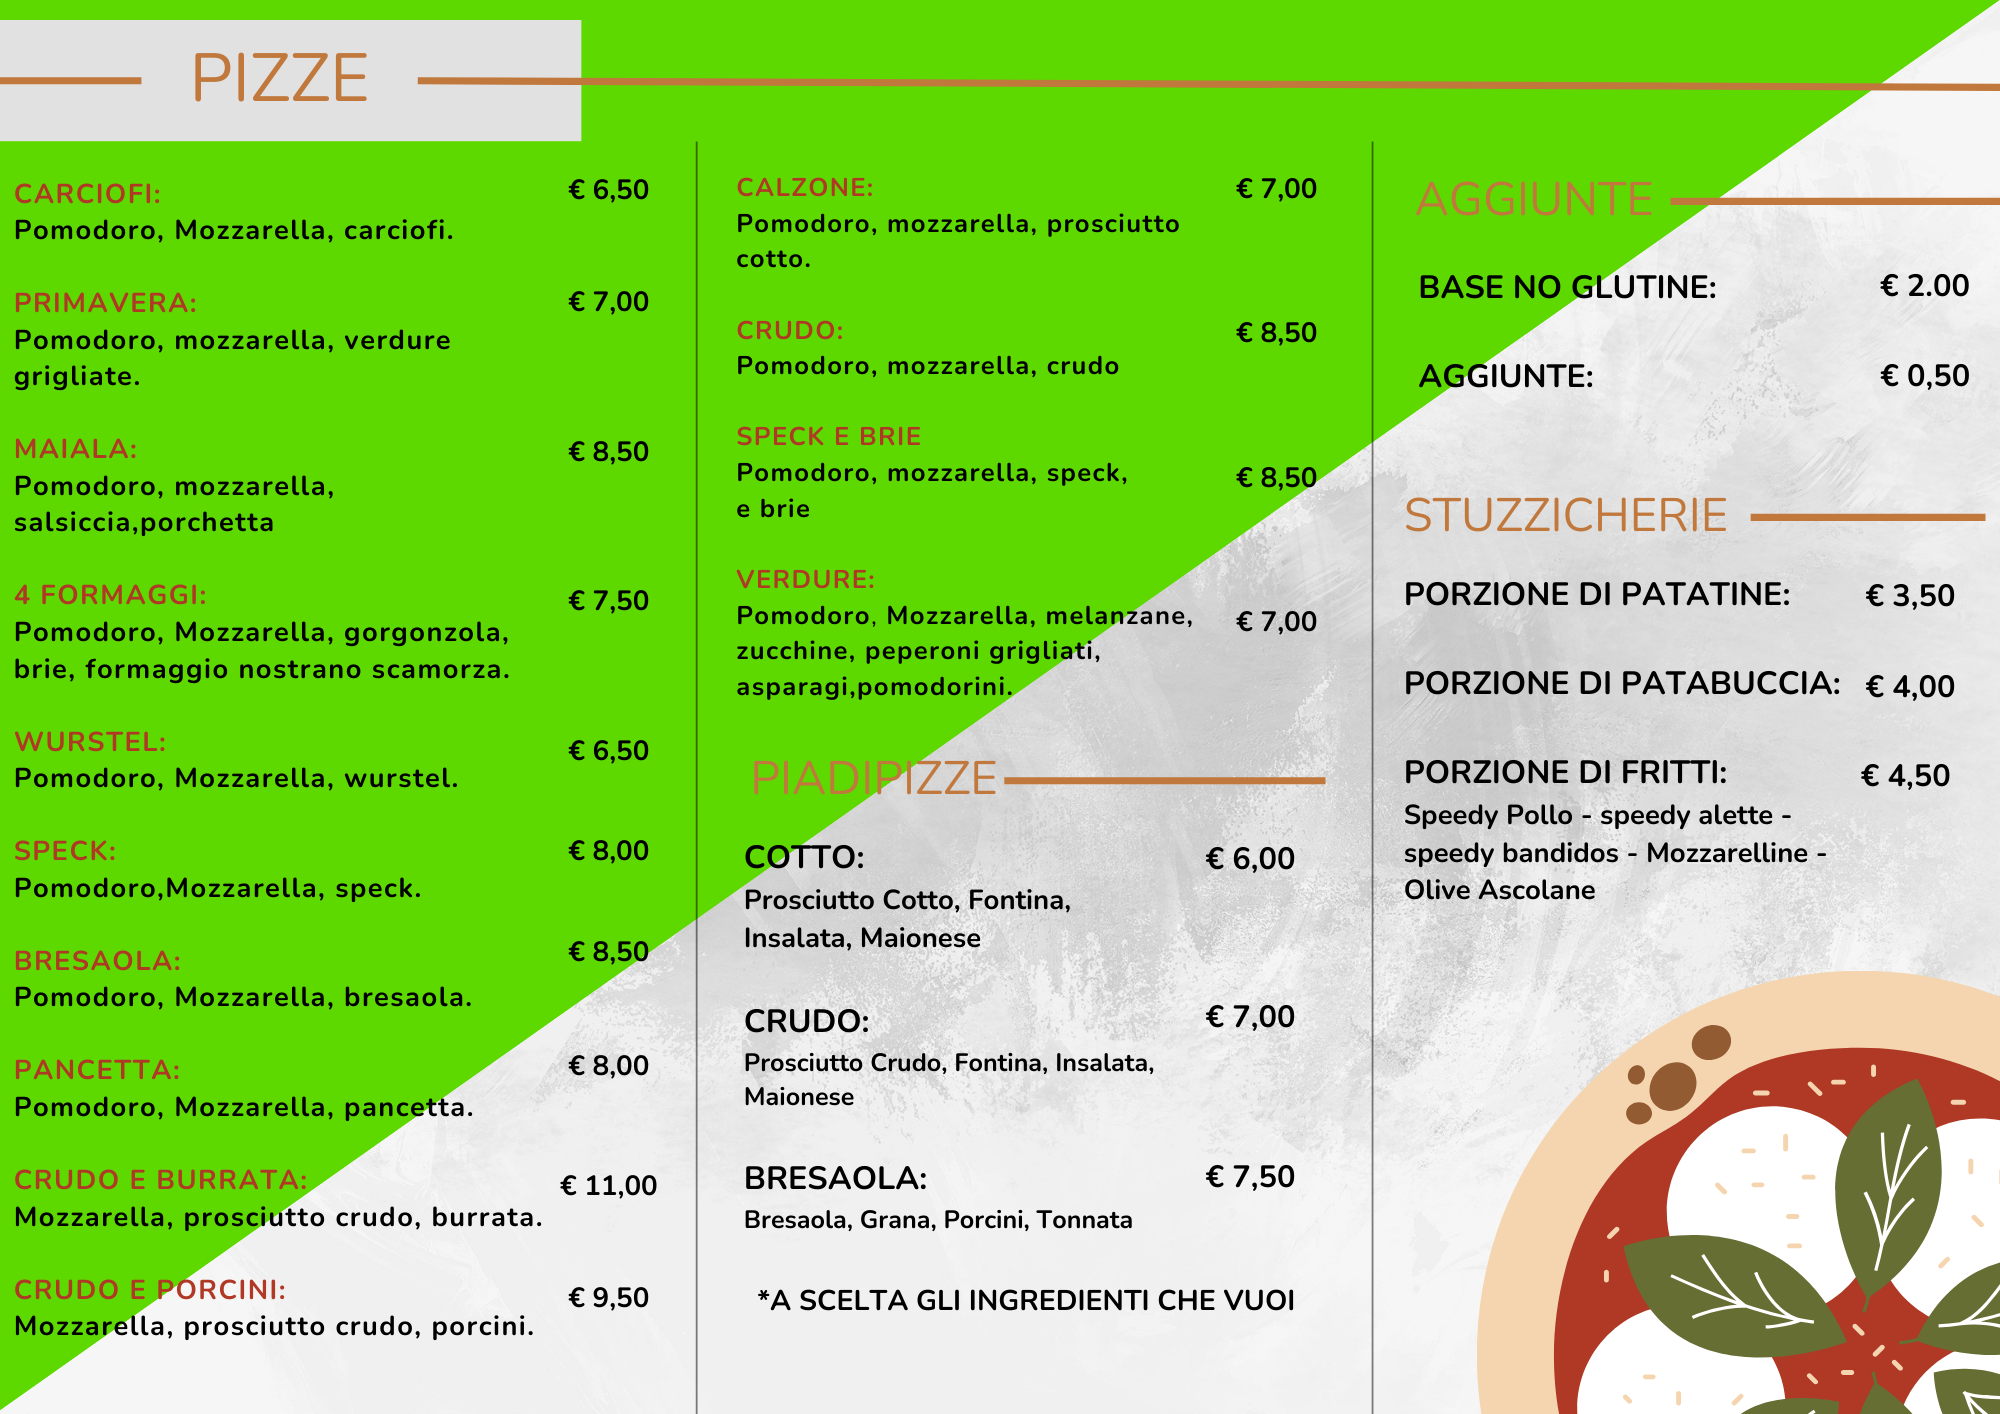 PIZZE
CARCIOFI:
€ 6,50
Pomodoro, Mozzarella, carciofi.
PRIMAVERA:
€ 7,00
Pomodoro, mozzarella, verdure
grigliate.
MAIALA:
€ 8,50
Pomodoro, mozzarella,
salsiccia,porchetta
4 FORMAGGI:
€ 7,50
Pomodoro, Mozzarella, gorgonzola,
brie, formaggio nostrano scamorza.
WURSTEL:
€ 6,50
Pomodoro, Mozzarella, wurstel.
SPECK:
€ 8,00
Pomodoro,Mozzarella, speck.
BRESAOLA:
€ 8,50
Pomodoro, Mozzarella, bresaola.
PANCETTA:
€ 8,00
Pomodoro, Mozzarella, pancetta.
CRUDO E BURRATA:
€ 11,00
Mozzarella, prosciutto crudo, burrata.
CRUDO E PORCINI:
€ 9,50
Mozzarella, prosciutto crudo, porcini.
CALZONE:
€ 7,00
Pomodoro, mozzarella, prosciutto
cotto.
CRUDO:
€ 8,50
Pomodoro, mozzarella, crudo
SPECK E BRIE
Pomodoro, mozzarella, speck,
€ 8,50
e brie
VERDURE:
Pomodoro, Mozzarella, melanzane,
€ 7,00
zucchine, peperoni grigliati,
asparagi,pomodorini.
PIADIPIZZE
COTTO:
€ 6,00
Prosciutto Cotto, Fontina,
Insalata, Maionese
CRUDO:
€ 7,00
Prosciutto Crudo, Fontina, Insalata,
Maionese
BRESAOLA:
€ 7,50
Bresaola, Grana, Porcini, Tonnata
*A SCELTA GLI INGREDIENTI CHE VUOI
AGGIUNTE
BASE NO GLUTINE:
€ 2.00
AGGIUNTE:
€ 0,50
STUZZICHERIE
PORZIONE DI PATATINE:
€ 3,50
PORZIONE DI PATABUCCIA:
€ 4,00
PORZIONE DI FRITTI:
€ 4,50
Speedy Pollo - speedy alette -
speedy bandidos - Mozzarelline -
Olive Ascolane